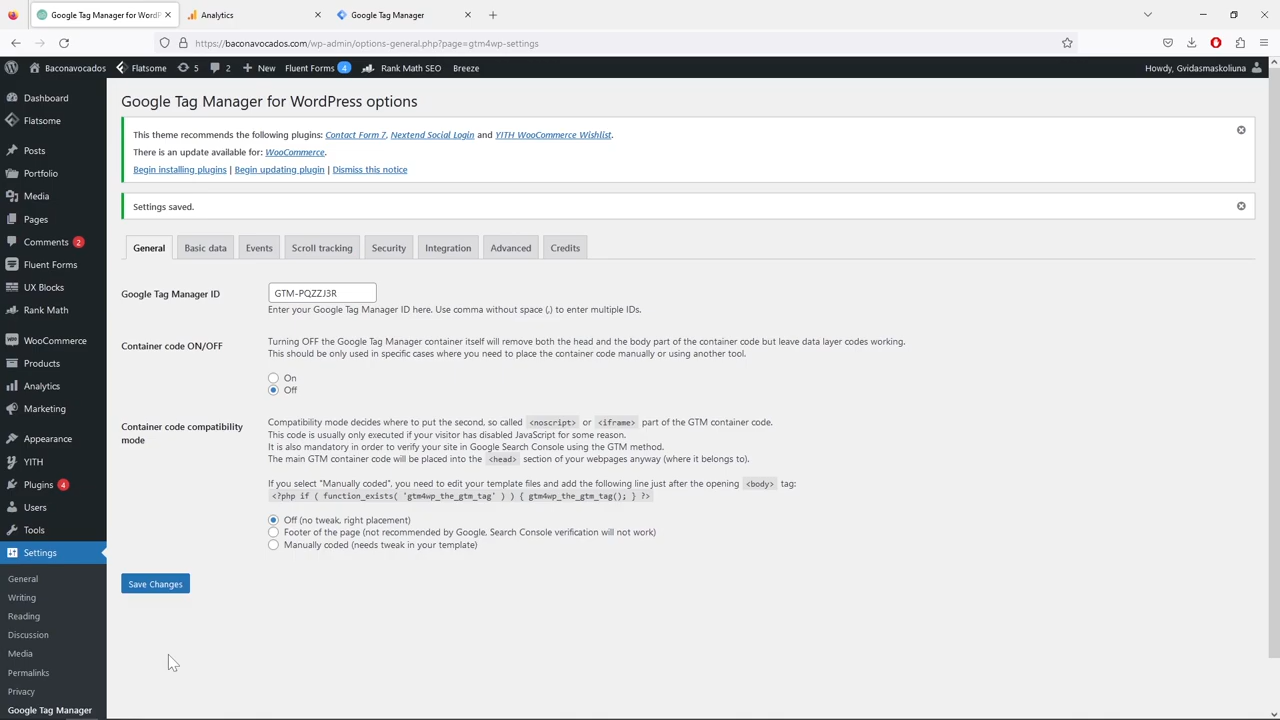 Google Tag Manager for WordP
Analytics
Google Tag Manager
https://baconavocados.com/wp-admin/options-general.php?page=gtm4wp-settings
Baconavocados
Flatsome
5
2
New
Fluent Forms 4
Rank Math SEO
Breeze
Howdy, Gvidasmaskoliuna
Dashboard
Flatsome
Posts
Portfolio
Media
Pages
Comments 2
Fluent Forms
UX Blocks
Rank Math
WooCommerce
Products
Analytics
Marketing
Appearance
YITH
Plugins 4
Users
Tools
Settings
General
Writing
Reading
Discussion
Media
Permalinks
Privacy
Google Tag Manager
Google Tag Manager for WordPress options
This theme recommends the following plugins: Contact Form 7, Nextend Social Login and YITH WooCommerce Wishlist.
There is an update available for: WooCommerce.
Begin installing plugins | Begin updating plugin | Dismiss this notice
Settings saved.
General
Basic data
Events
Scroll tracking
Security
Integration
Advanced
Credits
Google Tag Manager ID
GTM-PQZZJ3R
Enter your Google Tag Manager ID here. Use comma without space (,) to enter multiple IDs.
Container code ON/OFF
Turning OFF the Google Tag Manager container itself will remove both the head and the body part of the container code but leave data layer codes working.
This should be only used in specific cases where you need to place the container code manually or using another tool.
On
Off
Container code compatibility
mode
Compatibility mode decides where to put the second, so called <noscript> or <iframe> part of the GTM container code.
This code is usually only executed if your visitor has disabled JavaScript for some reason.
It is also mandatory in order to verify your site in Google Search Console using the GTM method.
The main GTM container code will be placed into the <head> section of your webpages anyway (where it belongs to).
If you select "Manually coded", you need to edit your template files and add the following line just after the opening <body> tag:
<?php if ( function_exists( 'gtm4wp_the_gtm_tag' ) ) { gtm4wp_the_gtm_tag(); } ?>
Off (no tweak, right placement)
Footer of the page (not recommended by Google, Search Console verification will not work)
Manually coded (needs tweak in your template)
Save Changes